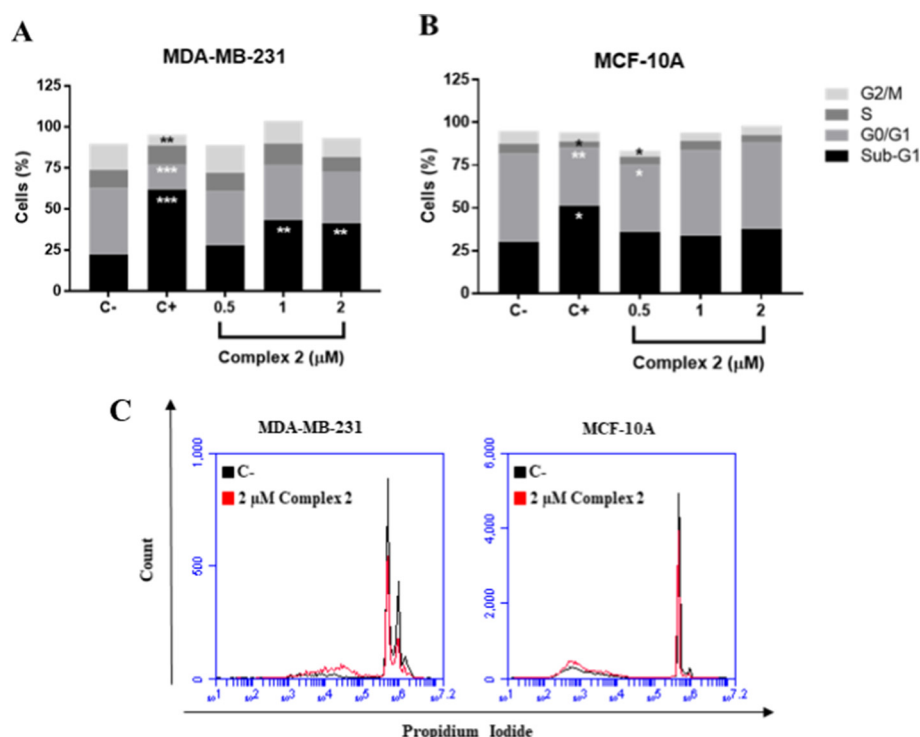 A
MDA-MB-231
Cells (%)
125
100
75
50
25
0
**
***
***
**
**
C-
C+
0.5
1
2
Complex 2 (μM)
B
MCF-10A
Cells (%)
125
100
75
50
25
0
*
**
*
*
*
C-
C+
0.5
1
2
Complex 2 (μM)
G2/M
S
G0/G1
Sub-G1
C
MDA-MB-231
MCF-10A
Count
1,000
500
0
C-
2 μM Complex 2
6,000
4,000
2,000
0
C-
2 μM Complex 2
Propidium Iodide